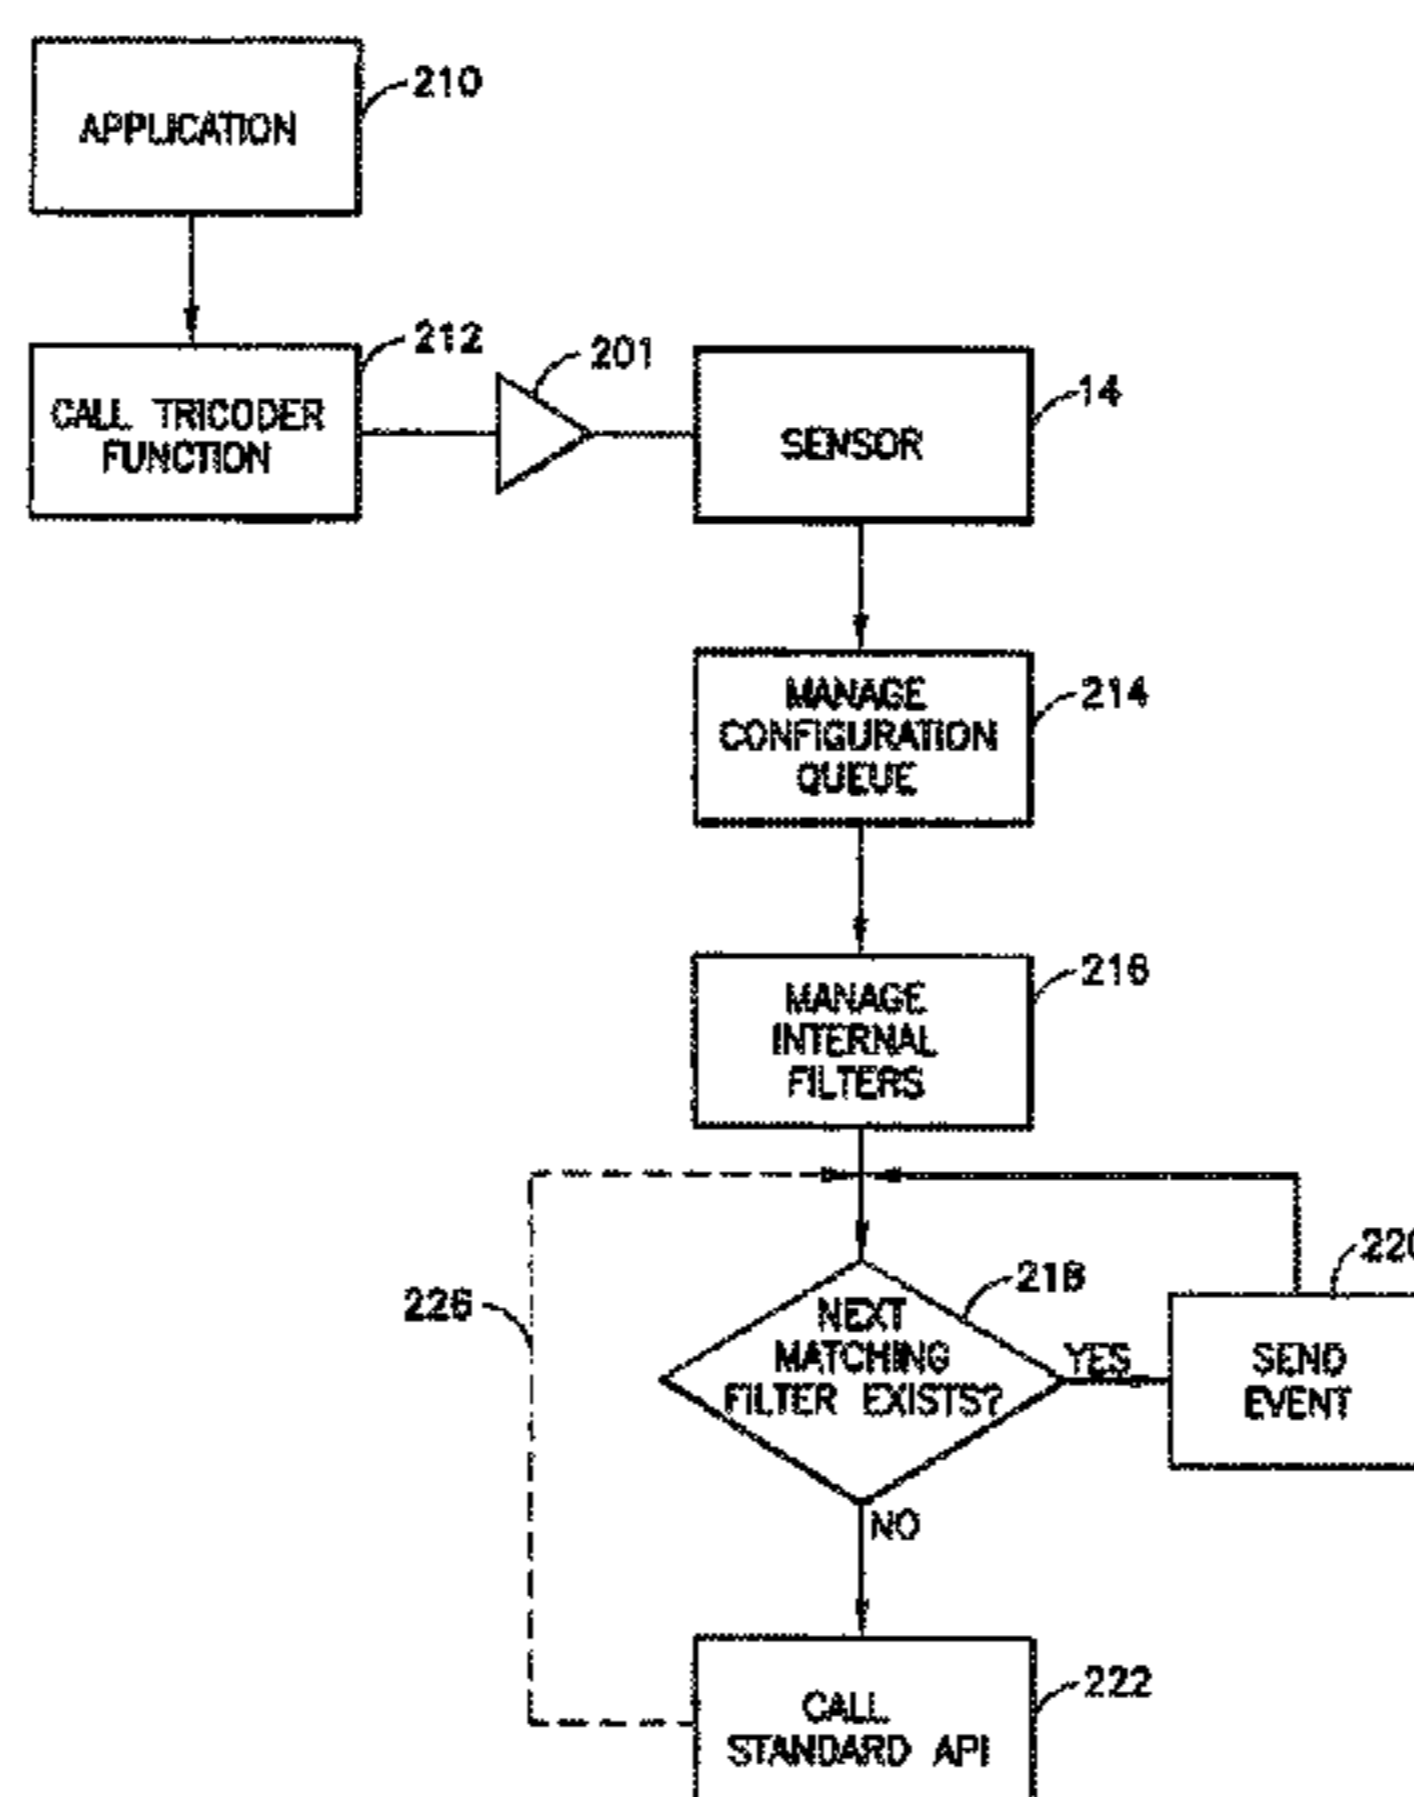 APPLICATION
210
CALL TRICODER
FUNCTION
212
201
SENSOR
14
MANAGE
CONFIGURATION
QUEUE
214
MANAGE
INTERNAL
FILTERS
216
NEXT
MATCHING
FILTER EXISTS?
218
YES
SEND
EVENT
220
226
NO
CALL
STANDARD API
222